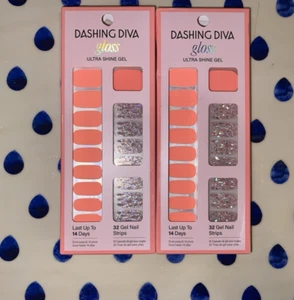 DASHING DIVA
gloss
ULTRA SHINE GEL
Last Up To
14 Days
32 Gel Nail
Strips
DASHING DIVA
gloss
ULTRA SHINE GEL
Last Up To
14 Days
32 Gel Nail
Strips